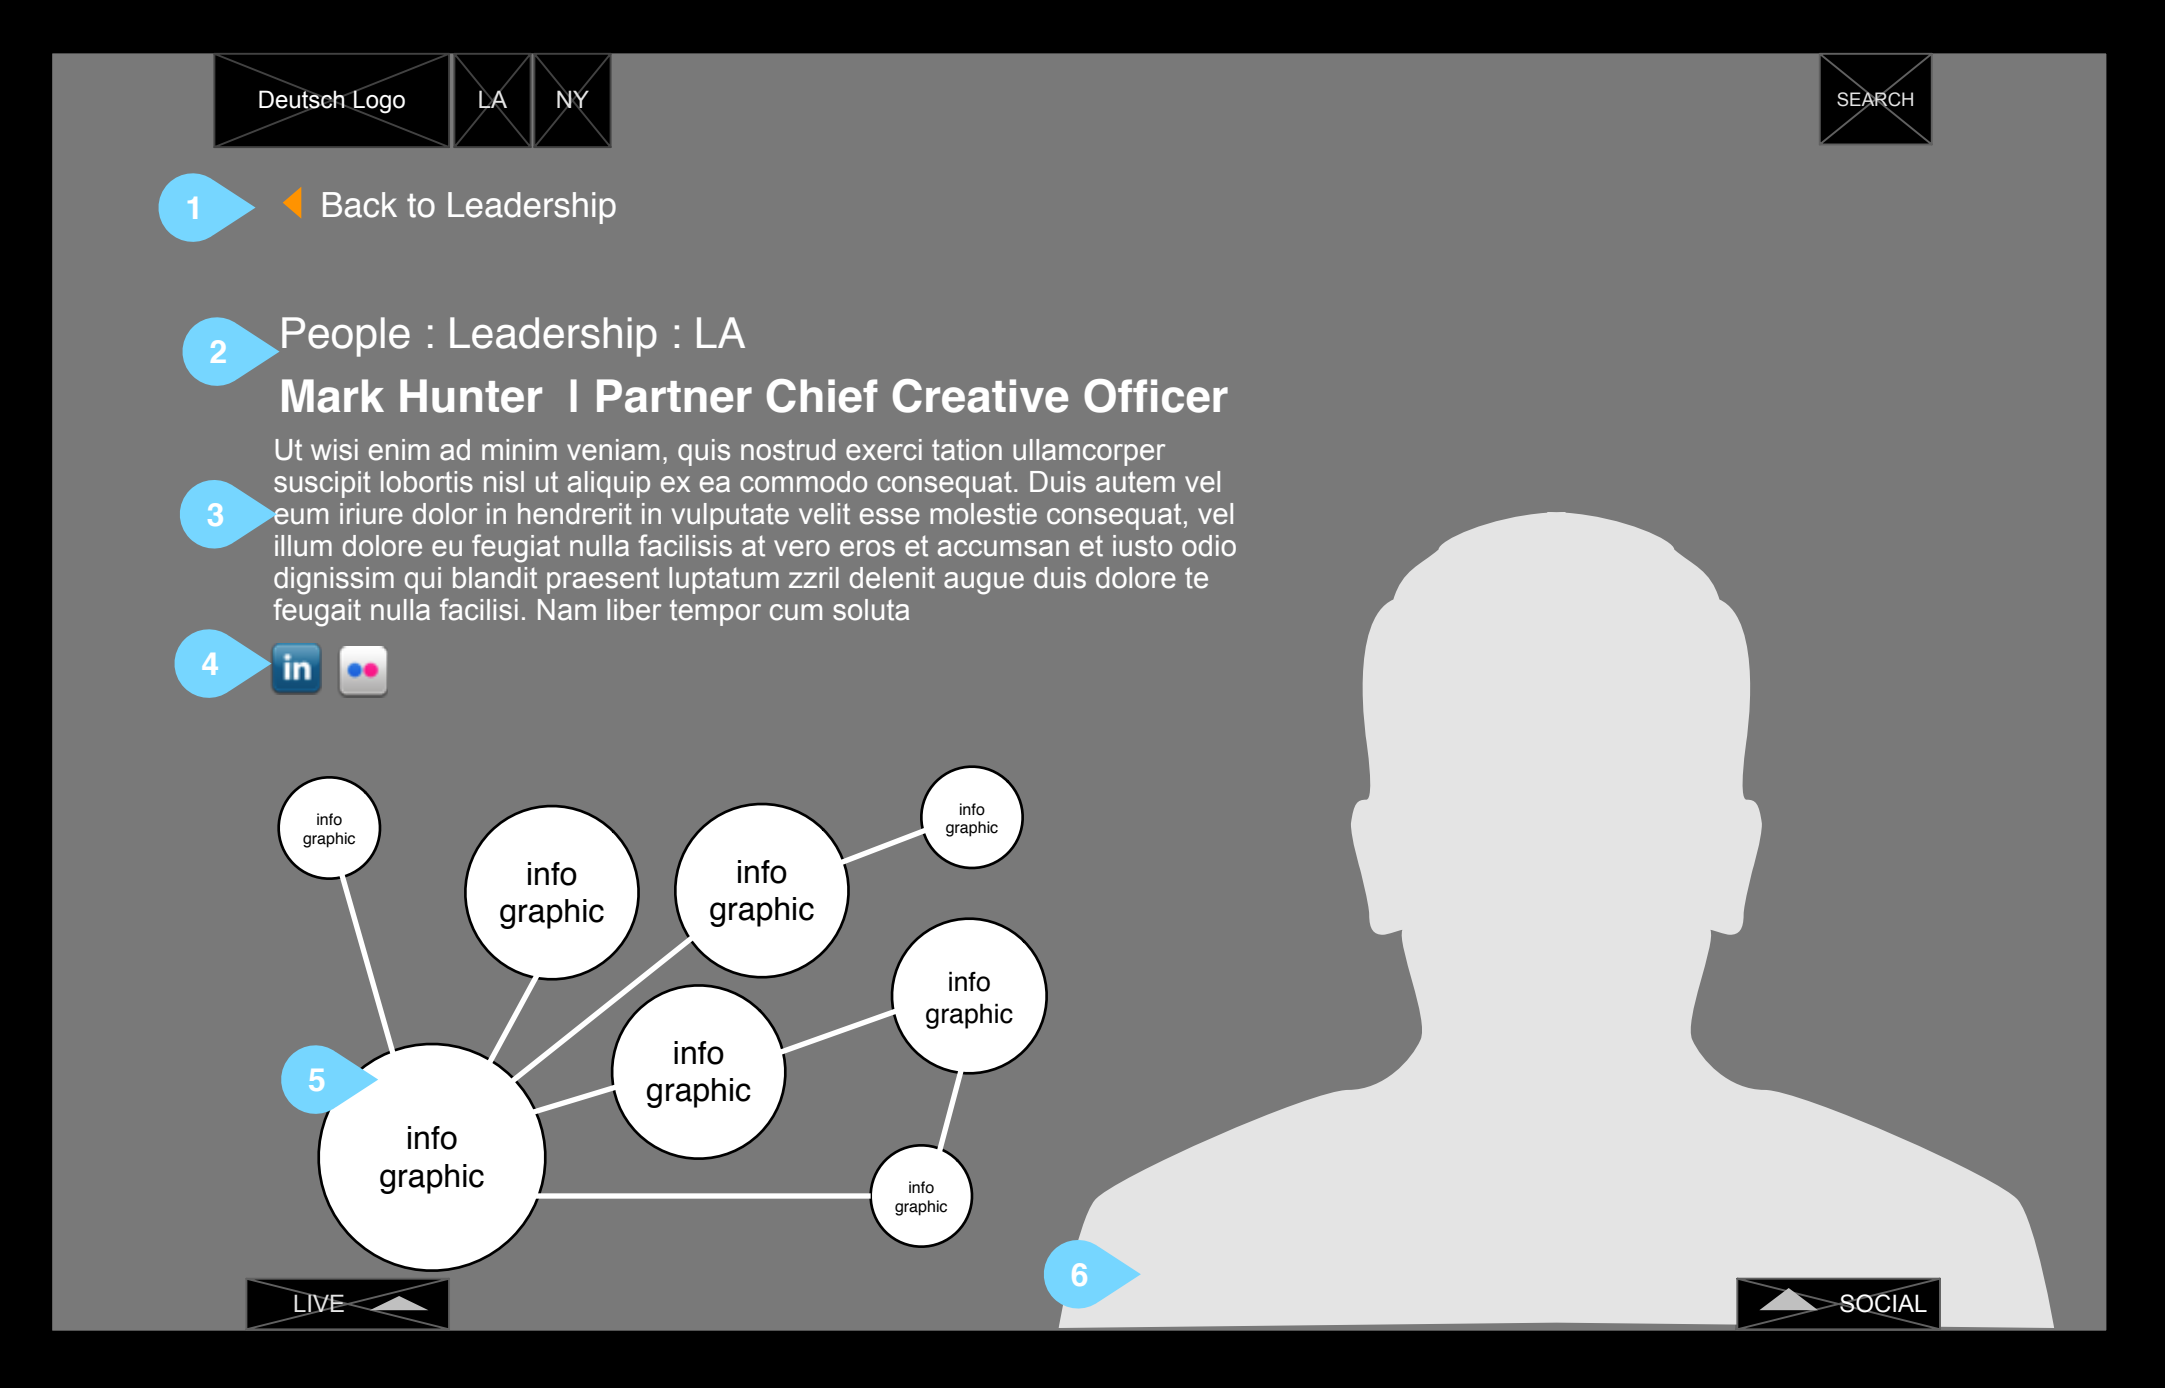 Deutsch Logo
LA
NY
SEARCH
1
Back to Leadership
2
People : Leadership : LA
Mark Hunter | Partner Chief Creative Officer
3
Ut wisi enim ad minim veniam, quis nostrud exerci tation ullamcorper
suscipit lobortis nisl ut aliquip ex ea commodo consequat. Duis autem vel
eum iriure dolor in hendrerit in vulputate velit esse molestie consequat, vel
illum dolore eu feugiat nulla facilisis at vero eros et accumsan et iusto odio
dignissim qui blandit praesent luptatum zzril delenit augue duis dolore te
feugait nulla facilisi. Nam liber tempor cum soluta
4
in
info
graphic
info
graphic
info
graphic
info
graphic
info
graphic
info
graphic
5
info
graphic
info
graphic
6
LIVE
SOCIAL